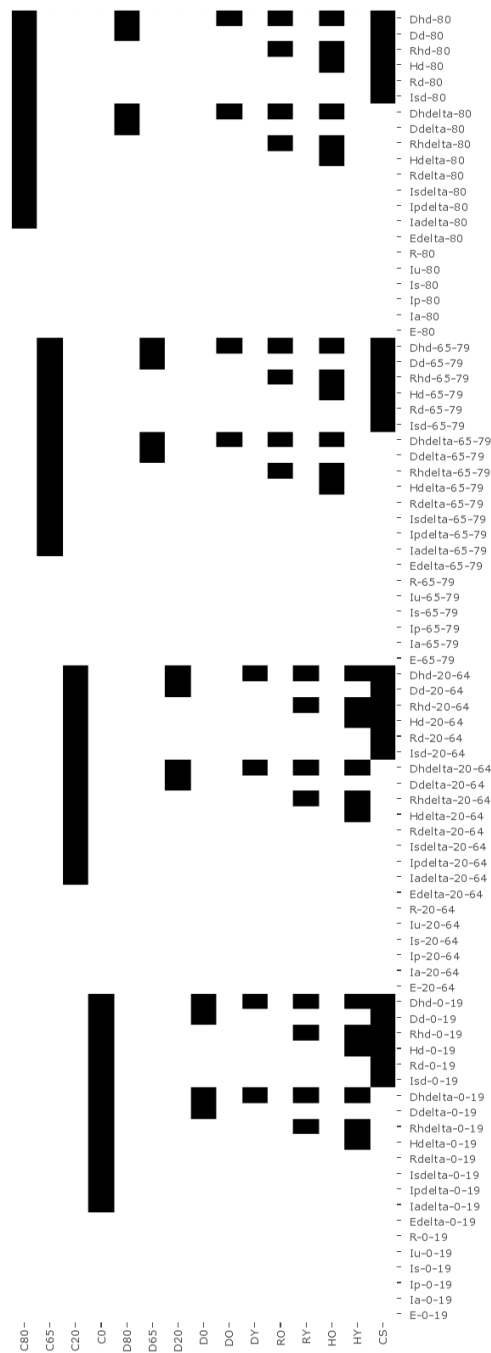 Dhd-80
Dd-80
Rhd-80
Hd-80
Rd-80
Isd-80
Dhdelta-80
Ddelta-80
Rhdelta-80
Hdelta-80
Rdelta-80
Isdelta-80
Ipdelta-80
Iadelta-80
Edelta-80
R-80
Iu-80
Is-80
Ip-80
Ia-80
E-80
Dhd-65-79
Dd-65-79
Rhd-65-79
Hd-65-79
Rd-65-79
Isd-65-79
Dhdelta-65-79
Ddelta-65-79
Rhdelta-65-79
Hdelta-65-79
Rdelta-65-79
Isdelta-65-79
Ipdelta-65-79
Iadelta-65-79
Edelta-65-79
R-65-79
Iu-65-79
Is-65-79
Ip-65-79
Ia-65-79
E-65-79
Dhd-20-64
Dd-20-64
Rhd-20-64
Hd-20-64
Rd-20-64
Isd-20-64
Dhdelta-20-64
Ddelta-20-64
Rhdelta-20-64
Hdelta-20-64
Rdelta-20-64
Isdelta-20-64
Ipdelta-20-64
Iadelta-20-64
Edelta-20-64
R-20-64
Iu-20-64
Is-20-64
Ip-20-64
Ia-20-64
E-20-64
Dhd-0-19
Dd-0-19
Rhd-0-19
Hd-0-19
Rd-0-19
Isd-0-19
Dhdelta-0-19
Ddelta-0-19
Rhdelta-0-19
Hdelta-0-19
Rdelta-0-19
Isdelta-0-19
Ipdelta-0-19
Iadelta-0-19
Edelta-0-19
R-0-19
Iu-0-19
Is-0-19
Ip-0-19
Ia-0-19
E-0-19
C80
C65
C20
C0
D80
D65
D20
D0
DO
DY
RO
RY
HO
HY
CS